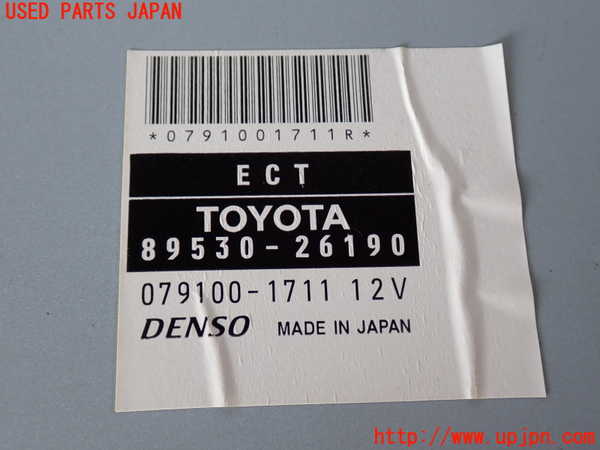 USED PARTS JAPAN
*0791001711R*
ECT
TOYOTA
89530-26190
079100-1711 12V
DENSO MADE IN JAPAN
http://www.upjpn.com/